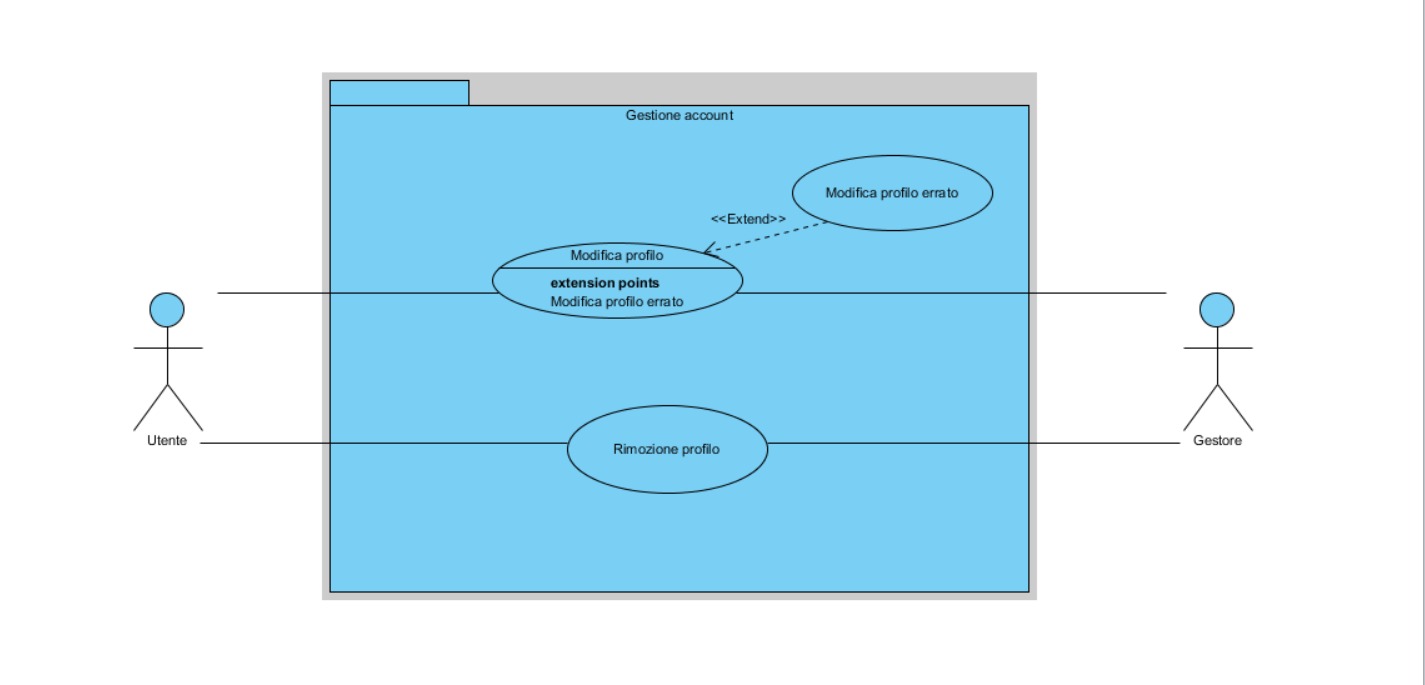 Gestione account
Modifica profilo errato
<<Extend>>
Modifica profilo
extension points
Modifica profilo errato
Utente
Rimozione profilo
Gestore